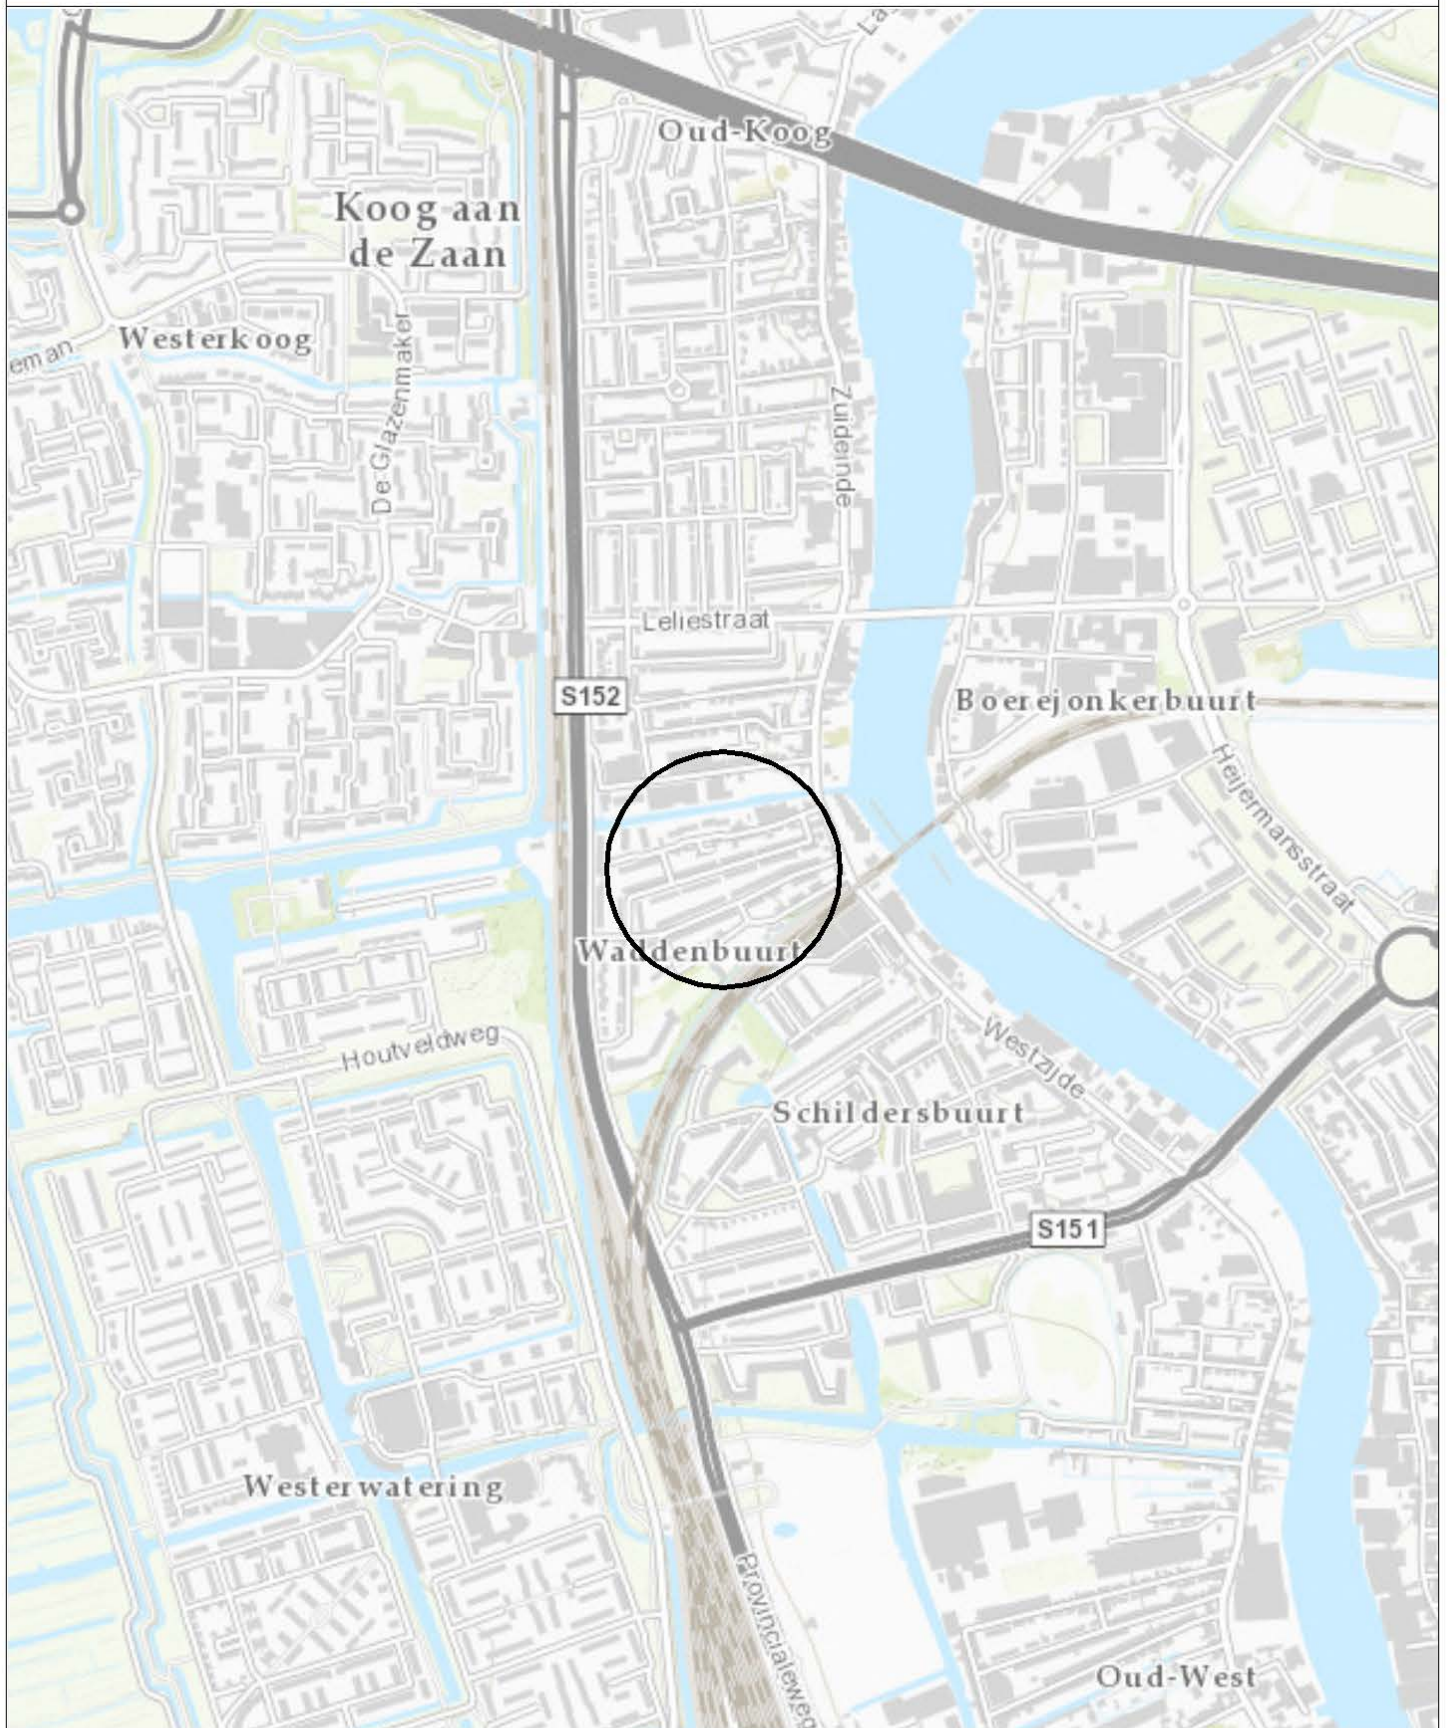 Oud-Koog
Koog aan
de Zaan
Westerkoog
eman
De Glazenmaker
Zuideinde
Leliestraat
S152
Boerejonkerbuurt
Heijermansstraat
Waddenbuurt
Westzijde
Houtveldweg
Schildersbuurt
S151
Westerwatering
Provincialeweg
Oud-West